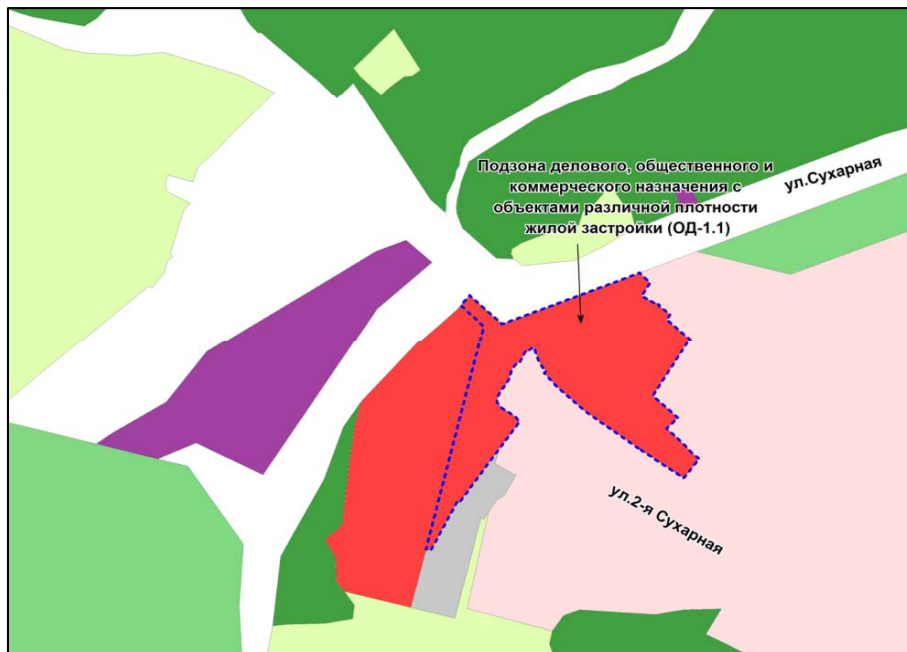 Подзона делового, общественного и
коммерческого назначения с
объектами различной плотности
жилой застройки (ОД-1.1)
ул.Сухарная
ул.2-я Сухарная